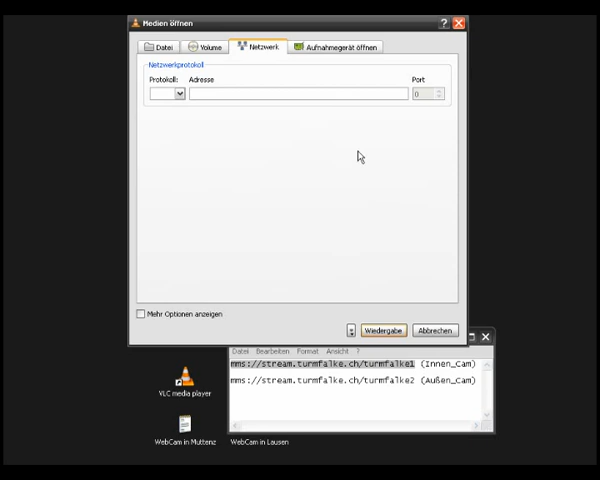 Medien öffnen
Datei Volume Netzwerk Aufnahmegerät öffnen
Netzwerkprotokoll
Protokoll: Adresse Port
0
Mehr Optionen anzeigen
Wiedergabe Abbrechen
Datei Bearbeiten Format Ansicht ?
mms://stream.turmfalke.ch/turmfalke1 (Innen_Cam)
mms://stream.turmfalke.ch/turmfalke2 (Außen_Cam)
VLC media player
WebCam in Muttenz WebCam in Lausen